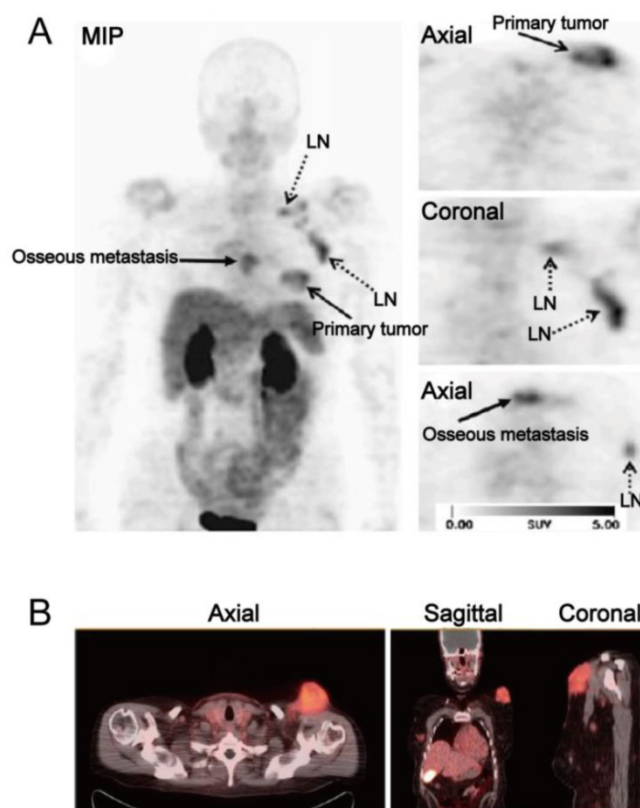 A
MIP
LN
Osseous metastasis
LN
Primary tumor
Axial
Primary tumor
Coronal
LN
LN
Axial
Osseous metastasis
LN
0.00 SUV 5.00
B
Axial
Sagittal
Coronal